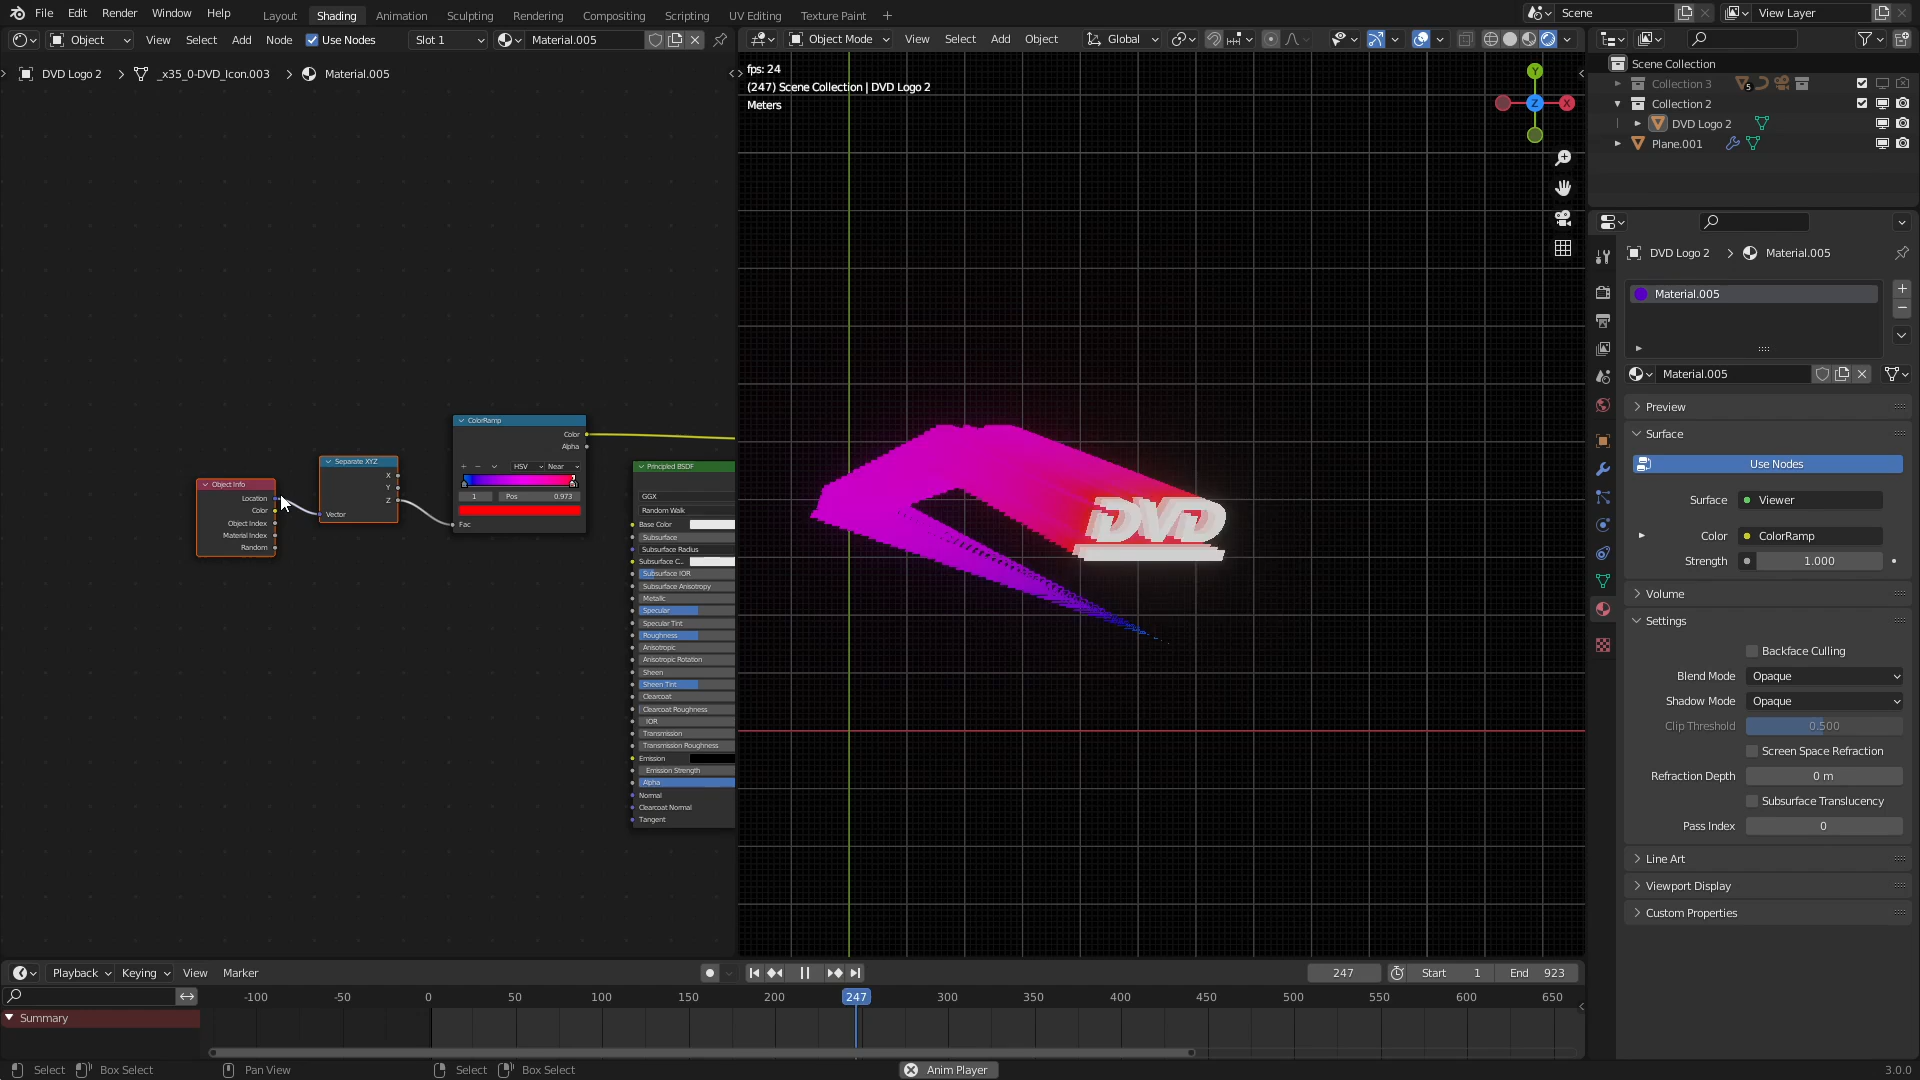 File Edit Render Window Help Layout Shading Animation Sculpting Rendering Compositing Scripting UV Editing Texture Paint + Scene View Layer
Object View Select Add Node Use Nodes Slot 1 Material.005 Object Mode View Select Add Object Global
DVD Logo 2 > _x35_0-DVD_Icon.003 > Material.005
fps: 24
(247) Scene Collection | DVD Logo 2
Meters
Y
X
Z
Scene Collection
Collection 3
5
Collection 2
DVD Logo 2
Plane.001
Object Info
Location
Color
Object Index
Material Index
Random
Separate XYZ
X
Y
Z
Vector
ColorRamp
Color
Alpha
+ − HSV Near
1 Pos 0.973
Fac
Principled BSDF
GGX
Random Walk
Base Color
Subsurface
Subsurface Radius
Subsurface C...
Subsurface IOR
Subsurface Anisotropy
Metallic
Specular
Specular Tint
Roughness
Anisotropic
Anisotropic Rotation
Sheen
Sheen Tint
Clearcoat
Clearcoat Roughness
IOR
Transmission
Transmission Roughness
Emission
Emission Strength
Alpha
Normal
Clearcoat Normal
Tangent
DVD
DVD Logo 2 > Material.005
Material.005
Material.005
Preview
Surface
Use Nodes
Surface Viewer
Color ColorRamp
Strength 1.000
Volume
Settings
Backface Culling
Blend Mode Opaque
Shadow Mode Opaque
Clip Threshold 0.500
Screen Space Refraction
Refraction Depth 0 m
Subsurface Translucency
Pass Index 0
Line Art
Viewport Display
Custom Properties
Playback Keying View Marker 247 Start 1 End 923
-100 -50 0 50 100 150 200 247 300 350 400 450 500 550 600 650
Summary
Select Box Select Pan View Select Box Select Anim Player 3.0.0